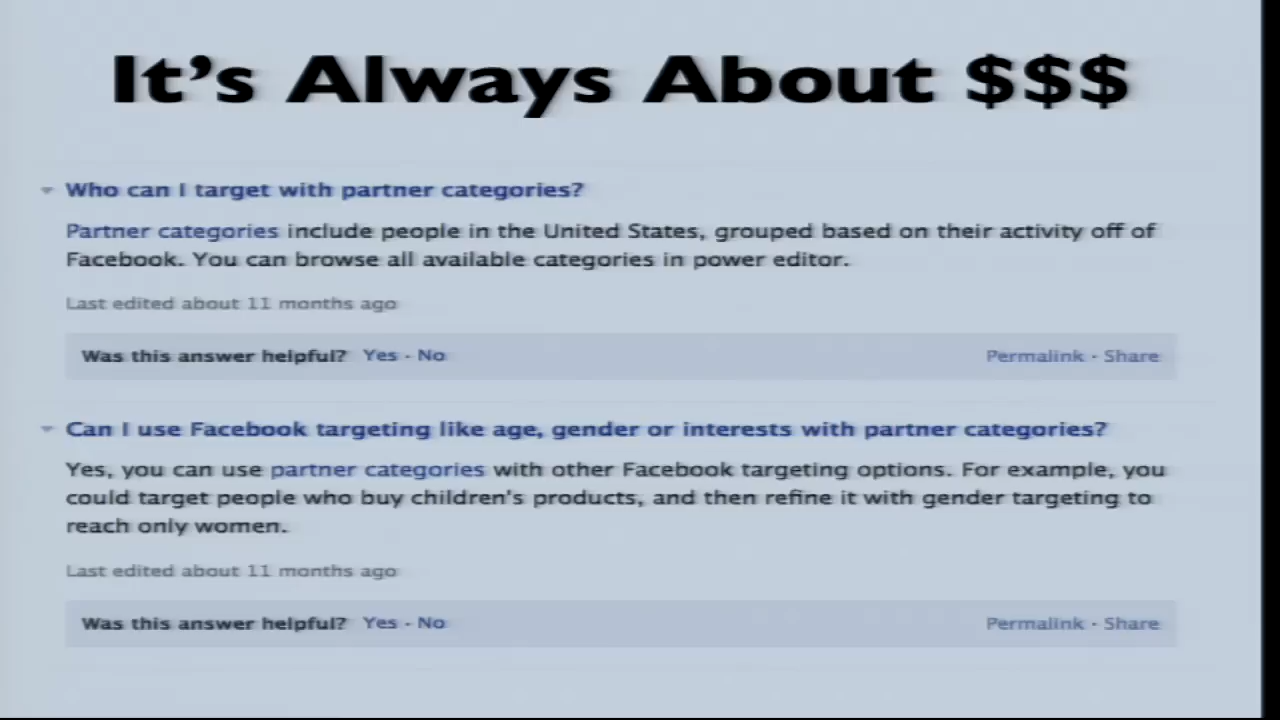 It's Always About $$$
Who can I target with partner categories?
Partner categories include people in the United States, grouped based on their activity off of
Facebook. You can browse all available categories in power editor.
Last edited about 11 months ago
Was this answer helpful? Yes · No Permalink · Share
Can I use Facebook targeting like age, gender or interests with partner categories?
Yes, you can use partner categories with other Facebook targeting options. For example, you
could target people who buy children's products, and then refine it with gender targeting to
reach only women.
Last edited about 11 months ago
Was this answer helpful? Yes · No Permalink · Share